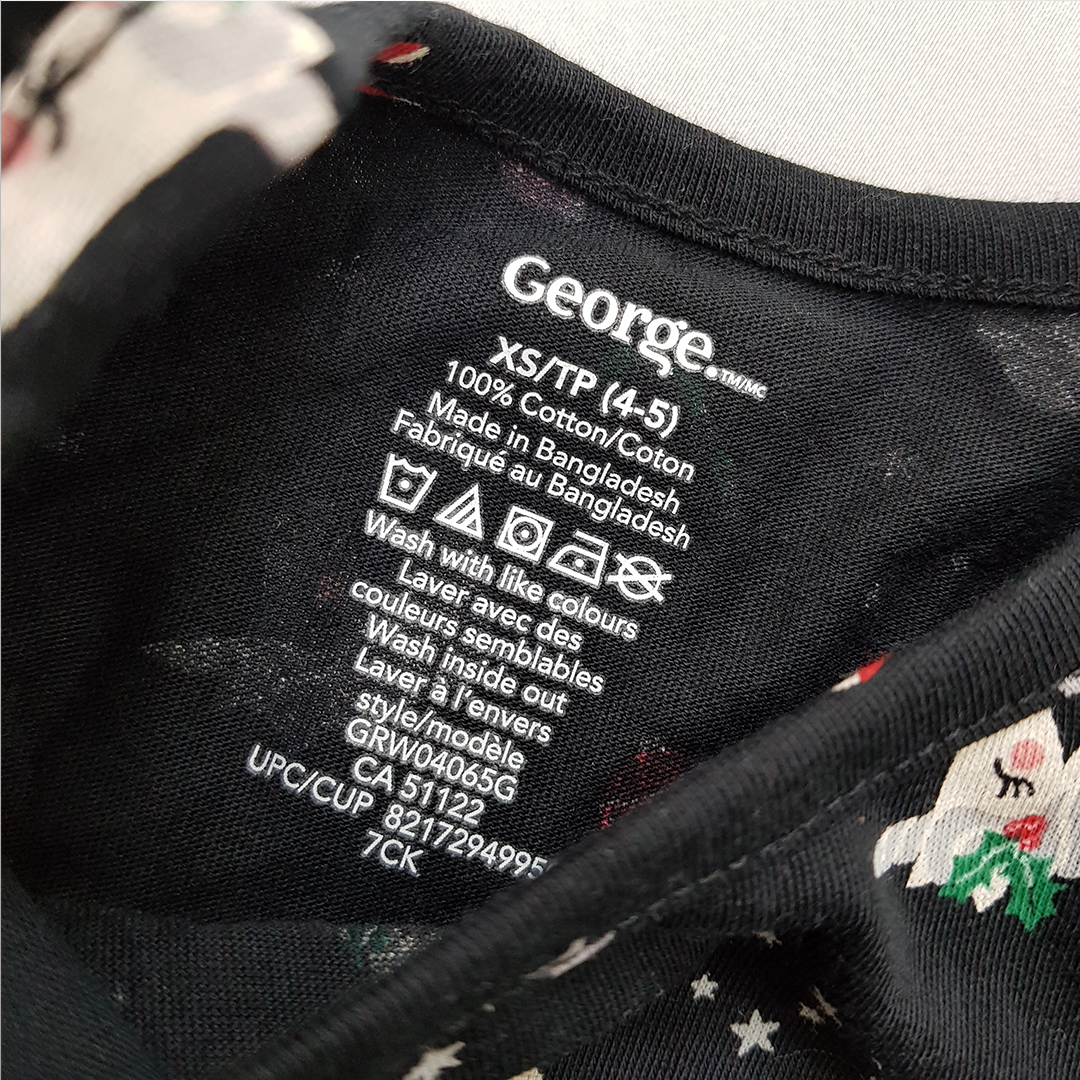 George.TM/MC
XS/TP (4-5)
100% Cotton/Coton
Made in Bangladesh
Fabriqué au Bangladesh
Wash with like colours
Laver avec des
couleurs semblables
Wash inside out
Laver à l'envers
style/modèle
GRW04065G
CA 51122
UPC/CUP 8217294995
7CK